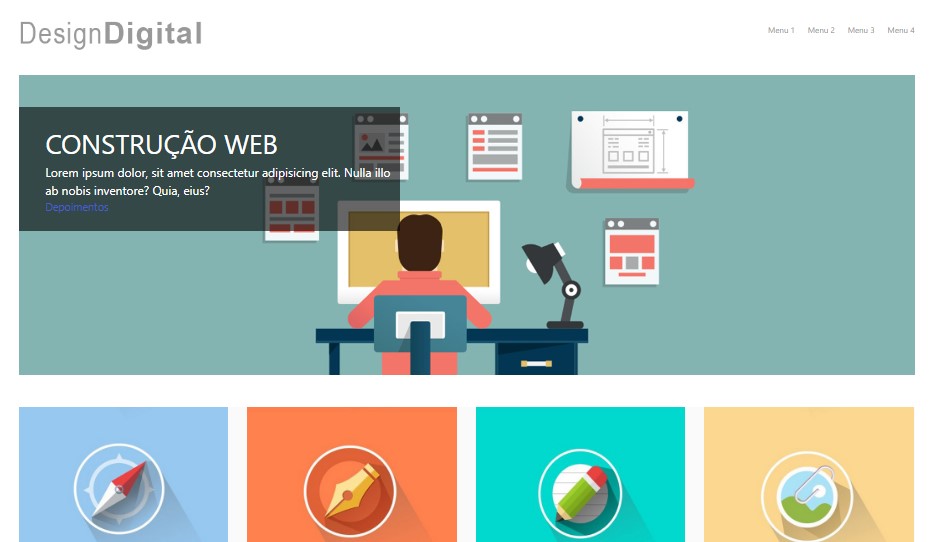 DesignDigital
Menu 1 Menu 2 Menu 3 Menu 4
CONSTRUÇÃO WEB
Lorem ipsum dolor, sit amet consectetur adipisicing elit. Nulla illo
ab nobis inventore? Quia, eius?
Depoimentos